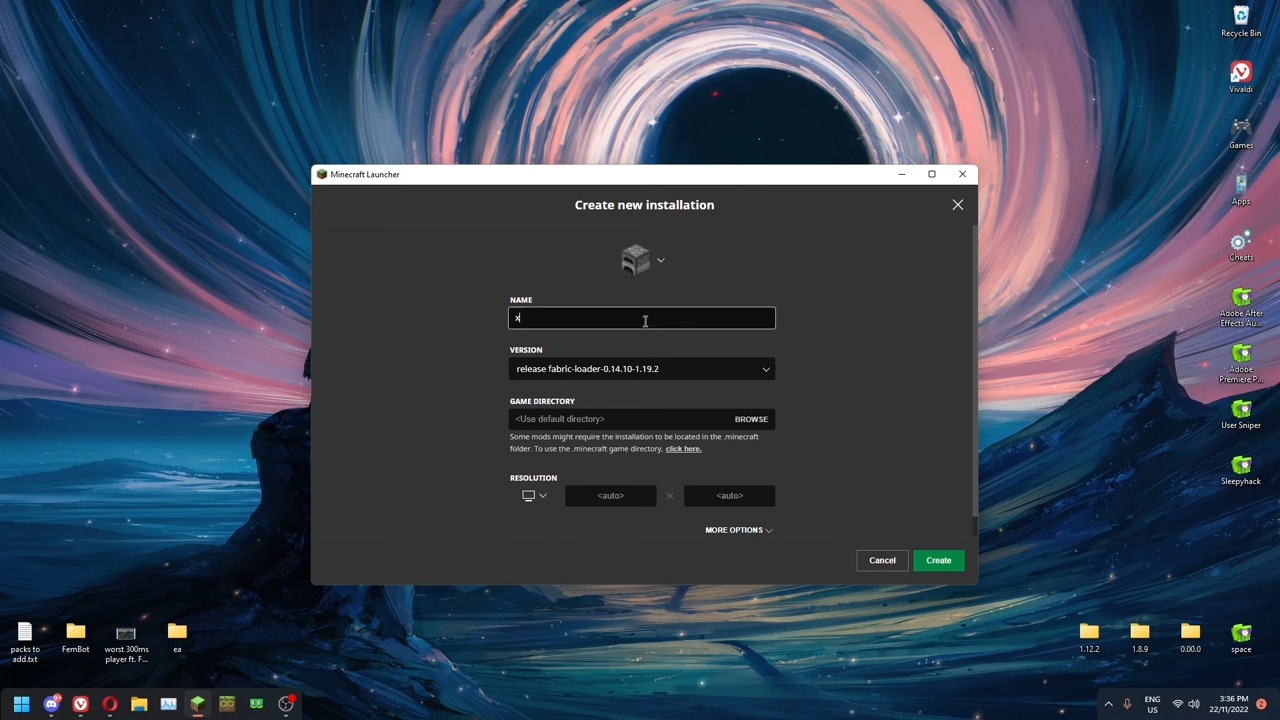 Recycle Bin
Vivaldi
Games
Apps
Cheats
Adobe After
Effects Au...
Adobe
Premiere P...
User Sniper
Sleepyhack
Minecraft Launcher
Create new installation
NAME
x
VERSION
release fabric-loader-0.14.10-1.19.2
GAME DIRECTORY
<Use default directory>
BROWSE
Some mods might require the installation to be located in the .minecraft
folder. To use the .minecraft game directory, click here.
RESOLUTION
<auto>
<auto>
MORE OPTIONS
Cancel
Create
packs to
add.txt
FemBot
worst 300ms
player ft. F...
ea
1.12.2
1.8.9
0.00.0
space
ENG
US
3:36 PM
22/11/2022
2